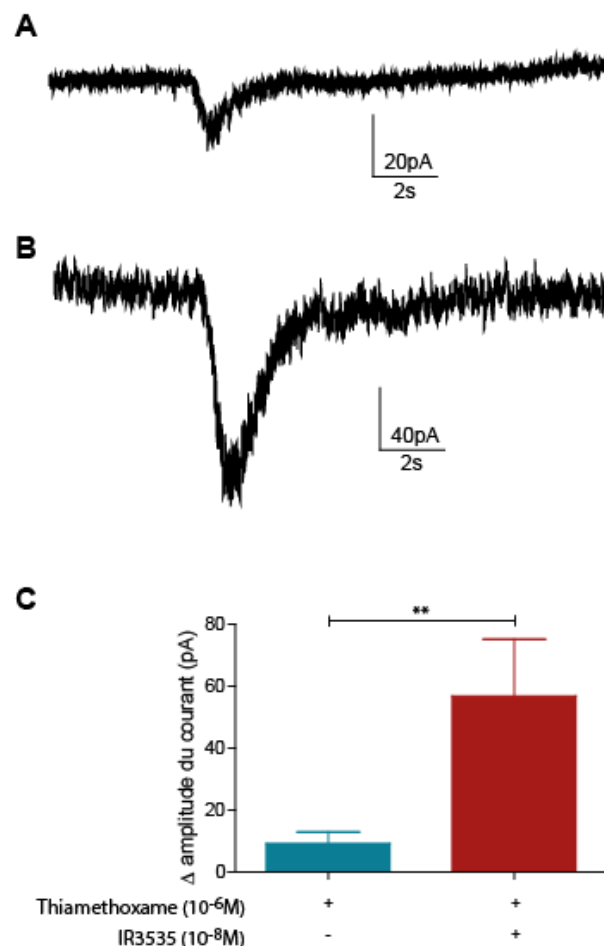 A
20pA
2s
B
40pA
2s
C
**
Δ amplitude du courant (pA)
80
60
40
20
0
Thiamethoxame (10⁻⁶M) + +
IR3535 (10⁻⁸M) - +